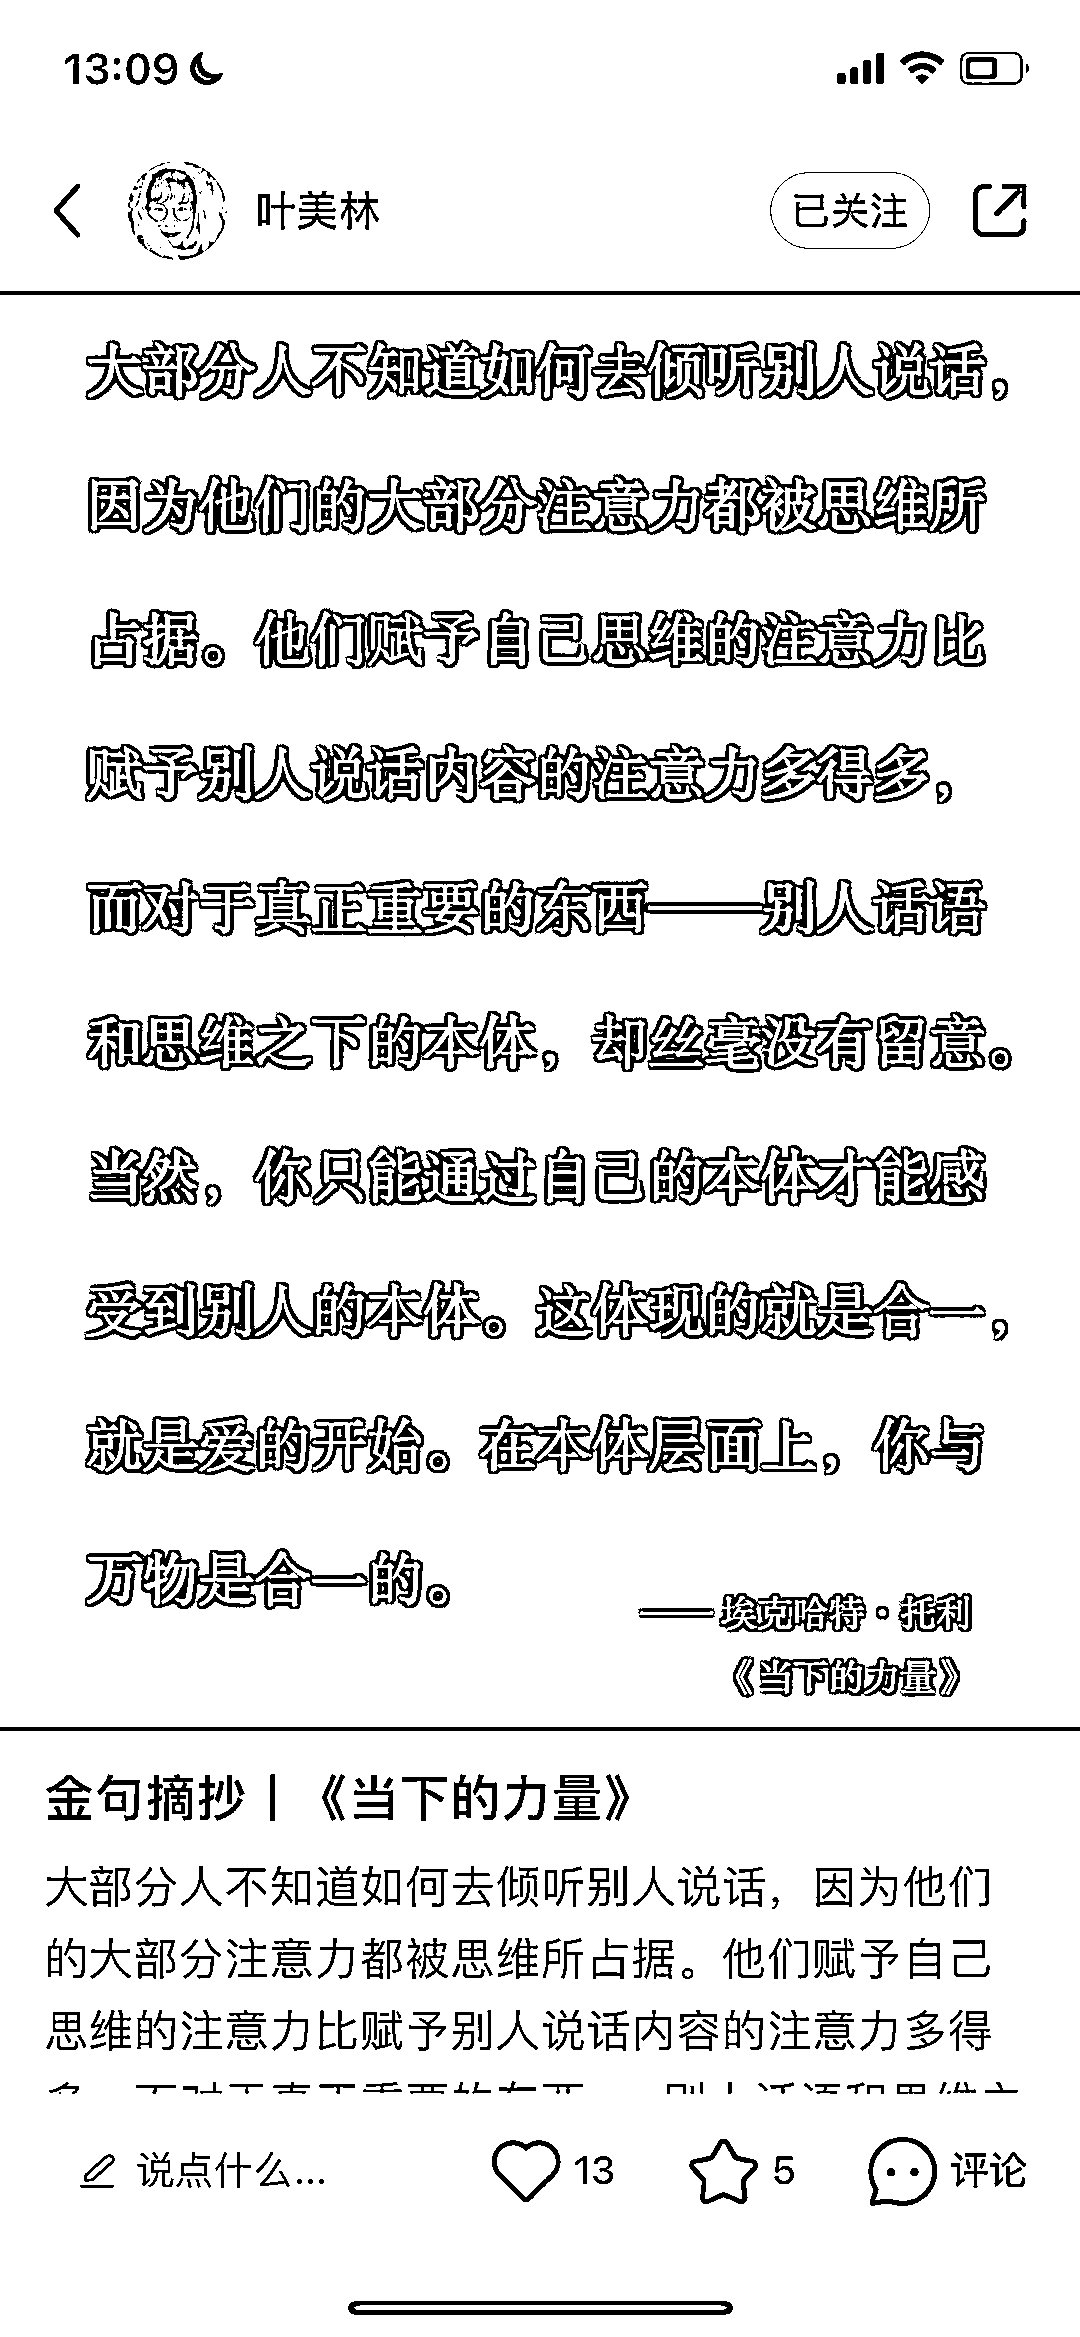 13:09
叶美林
已关注
大部分人不知道如何去倾听别人说话，
因为他们的大部分注意力都被思维所
占据。他们赋予自己思维的注意力比
赋予别人说话内容的注意力多得多，
而对于真正重要的东西——别人话语
和思维之下的本体，却丝毫没有留意。
当然，你只能通过自己的本体才能感
受到别人的本体。这体现的就是合一，
就是爱的开始。在本体层面上，你与
万物是合一的。
——埃克哈特·托利
《当下的力量》
金句摘抄｜《当下的力量》
大部分人不知道如何去倾听别人说话，因为他们
的大部分注意力都被思维所占据。他们赋予自己
思维的注意力比赋予别人说话内容的注意力多得
说点什么...
13
5
评论